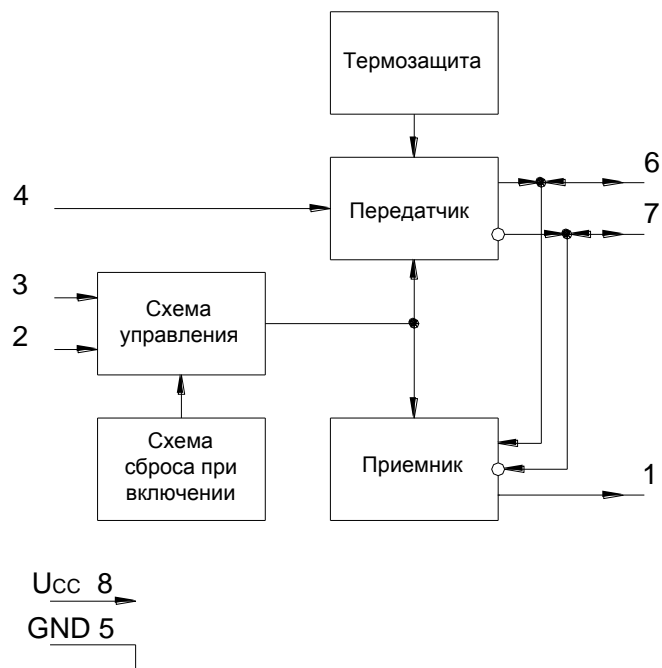 Термозащита
6
4
Передатчик
7
3
Схема
управления
2
Схема
сброса при
включении
Приемник
1
Ucc 8
GND 5